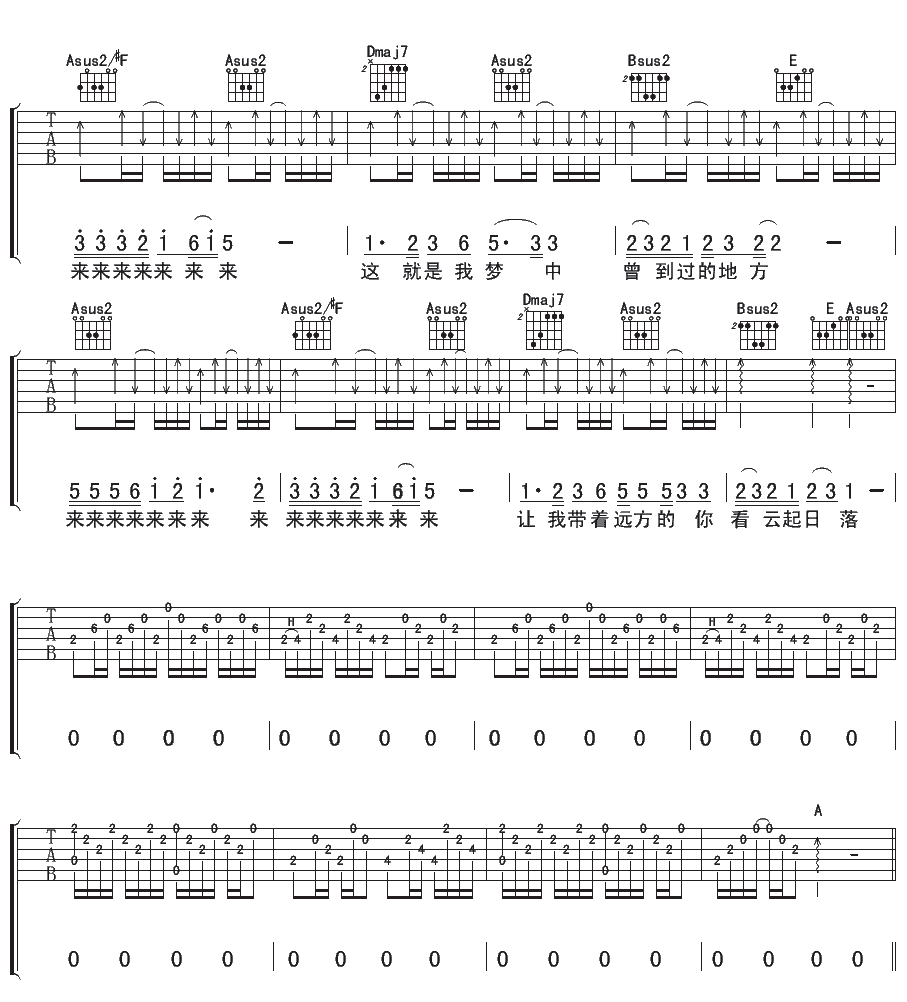 Asus2/#F Asus2 Dmaj7 Asus2 Bsus2 E
3 3 3 2 1 6 1 5 — | 1· 2 3 6 5· 3 3 | 2 3 2 1 2 3 2 2 —
来来来来来 来 来 这 就是我梦 中 曾 到过的地 方
Asus2 Asus2/#F Asus2 Dmaj7 Asus2 Bsus2 E Asus2
5 5 5 6 1 2 1· 2 | 3 3 3 2 1 6 1 5 — | 1· 2 3 6 5 5 5 3 3 | 2 3 2 1 2 3 1 —
来来来来来来来 来 来来来来来来来 让 我带着远方的 你 看 云起日 落
T A B
H H
0 0 0 0 | 0 0 0 0 | 0 0 0 0 | 0 0 0 0
A
T A B
0 0 0 0 | 0 0 0 0 | 0 0 0 0 | 0 0 0 0